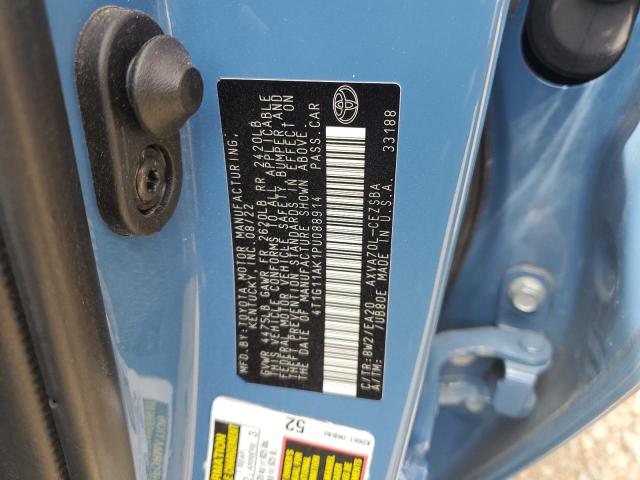 MFD.BY:TOYOTA MOTOR MANUFACTURING,
KENTUCKY, INC. 08/22
GVWR 4475LB GAWR FR 2620LB RR 2420LB
THIS VEHICLE CONFORMS TO ALL APPLICABLE
FEDERAL MOTOR VEHICLE SAFETY, BUMPER AND
THEFT PREVENTION STANDARDS IN EFFECT ON
THE DATE OF MANUFACTURE SHOWN ABOVE.
4T1G11AK1PU088914 PASS.CAR
C/TR:8W2/EA20 AXVA70L-CEZSBA
A/TM: /UB80E MADE IN U.S.A. 33188
52